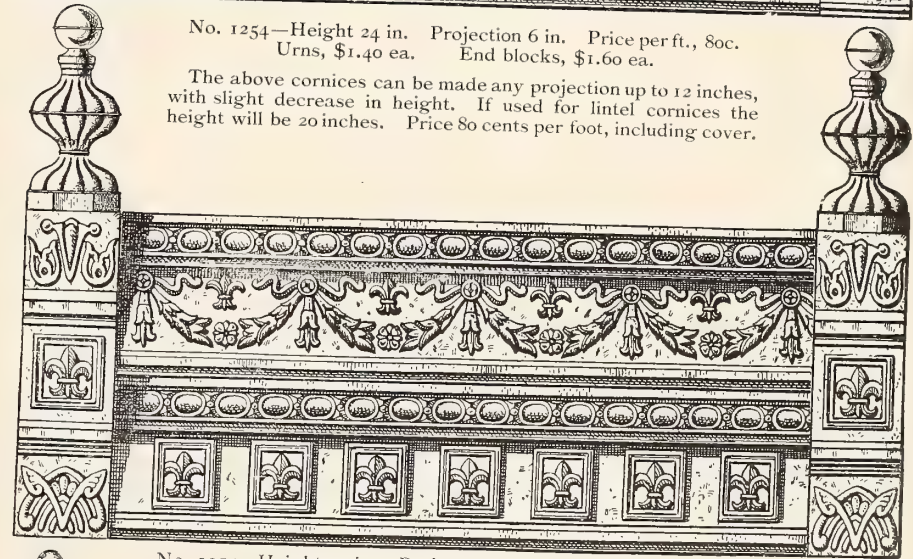 No. 1254—Height 24 in. Projection 6 in. Price per ft., 80c.
Urns, $1.40 ea. End blocks, $1.60 ea.
The above cornices can be made any projection up to 12 inches,
with slight decrease in height. If used for lintel cornices the
height will be 20 inches. Price 80 cents per foot, including cover.
No. Height